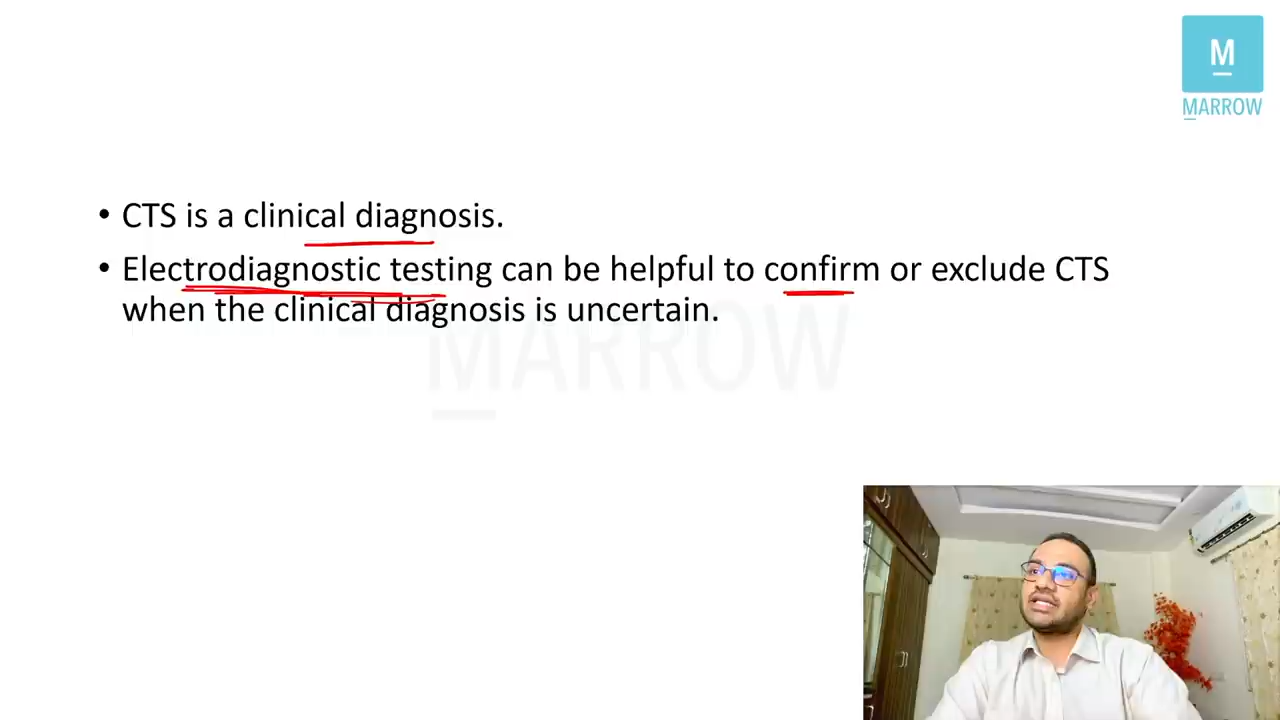 M
MARROW
• CTS is a clinical diagnosis.
• Electrodiagnostic testing can be helpful to confirm or exclude CTS
when the clinical diagnosis is uncertain.
MARROW